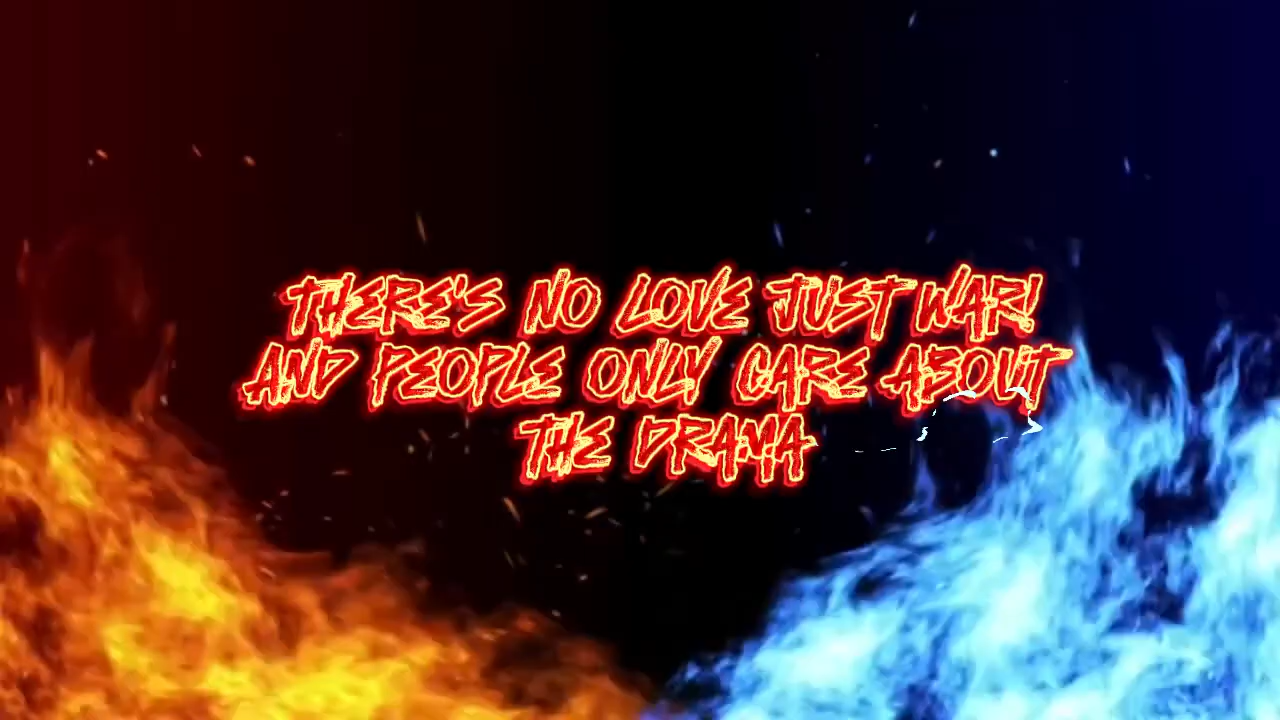 THERE'S NO LOVE JUST WAR!
AND PEOPLE ONLY CARE ABOUT
THE DRAMA